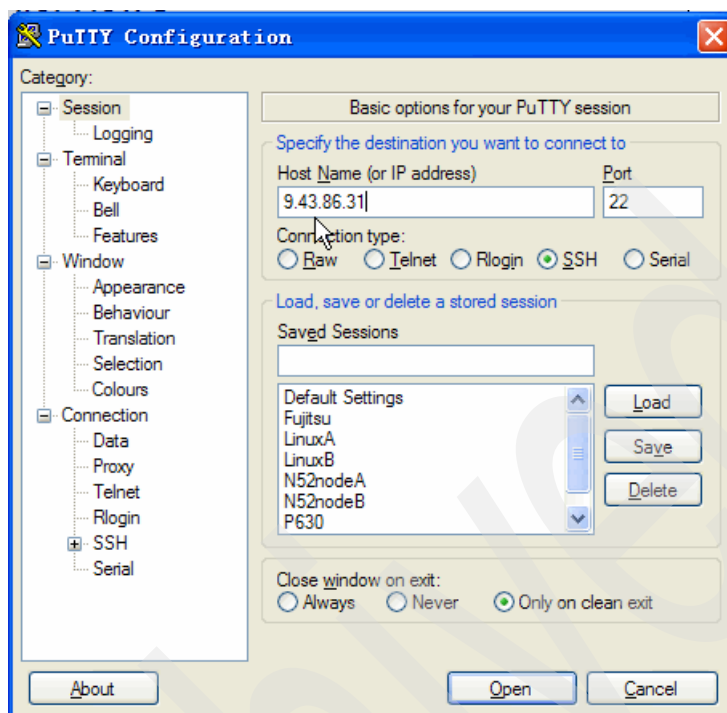 PuTTY Configuration
Category:
Session
Logging
Terminal
Keyboard
Bell
Features
Window
Appearance
Behaviour
Translation
Selection
Colours
Connection
Data
Proxy
Telnet
Rlogin
SSH
Serial
Basic options for your PuTTY session
Specify the destination you want to connect to
Host Name (or IP address) Port
9.43.86.31 22
Connection type:
Raw Telnet Rlogin SSH Serial
Load, save or delete a stored session
Saved Sessions
Default Settings
Fujitsu
LinuxA
LinuxB
N52nodeA
N52nodeB
P630
Load
Save
Delete
Close window on exit:
Always Never Only on clean exit
About Open Cancel